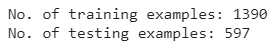 No. of training examples: 1390
No. of testing examples: 597